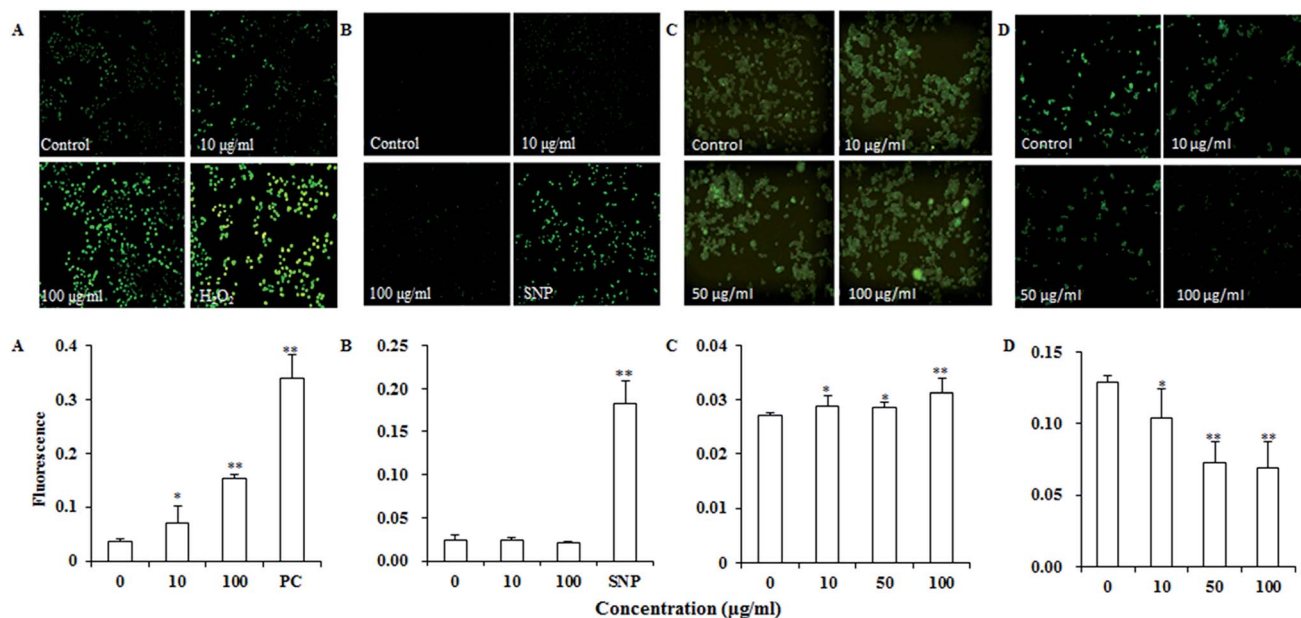 A
B
C
D
Control
10 µg/ml
Control
10 µg/ml
Control
10 µg/ml
Control
10 µg/ml
100 µg/ml
H₂O₂
100 µg/ml
SNP
50 µg/ml
100 µg/ml
50 µg/ml
100 µg/ml
A
B
C
D
Fluorescence
0.4
0.3
0.2
0.1
0
*
**
**
0 10 100 PC
0.25
0.20
0.15
0.10
0.05
0.00
**
0 10 100 SNP
0.04
0.03
0.02
0.01
0
*
*
**
0 10 50 100
0.15
0.10
0.05
0.00
*
**
**
0 10 50 100
Concentration (µg/ml)